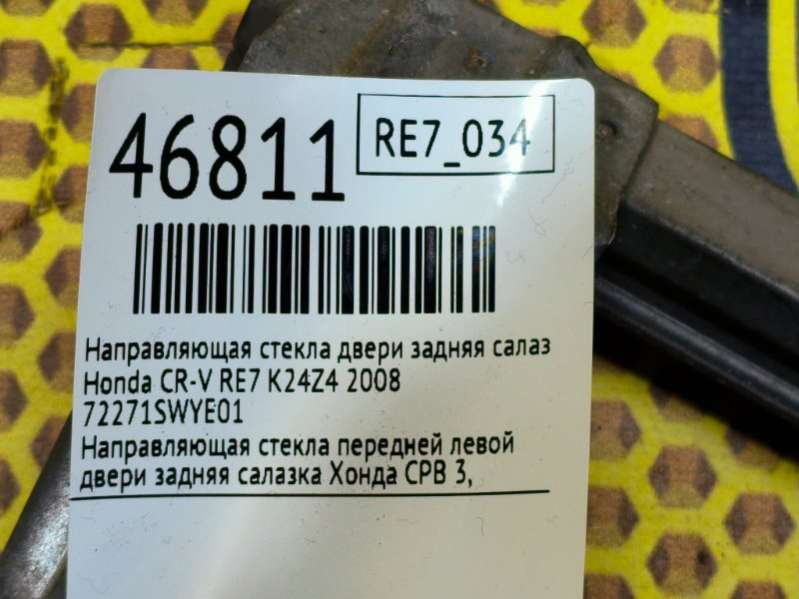 46811
RE7_034
Направляющая стекла двери задняя салаз
Honda CR-V RE7 K24Z4 2008
72271SWYE01
Направляющая стекла передней левой
двери задняя салазка Хонда СРВ 3,